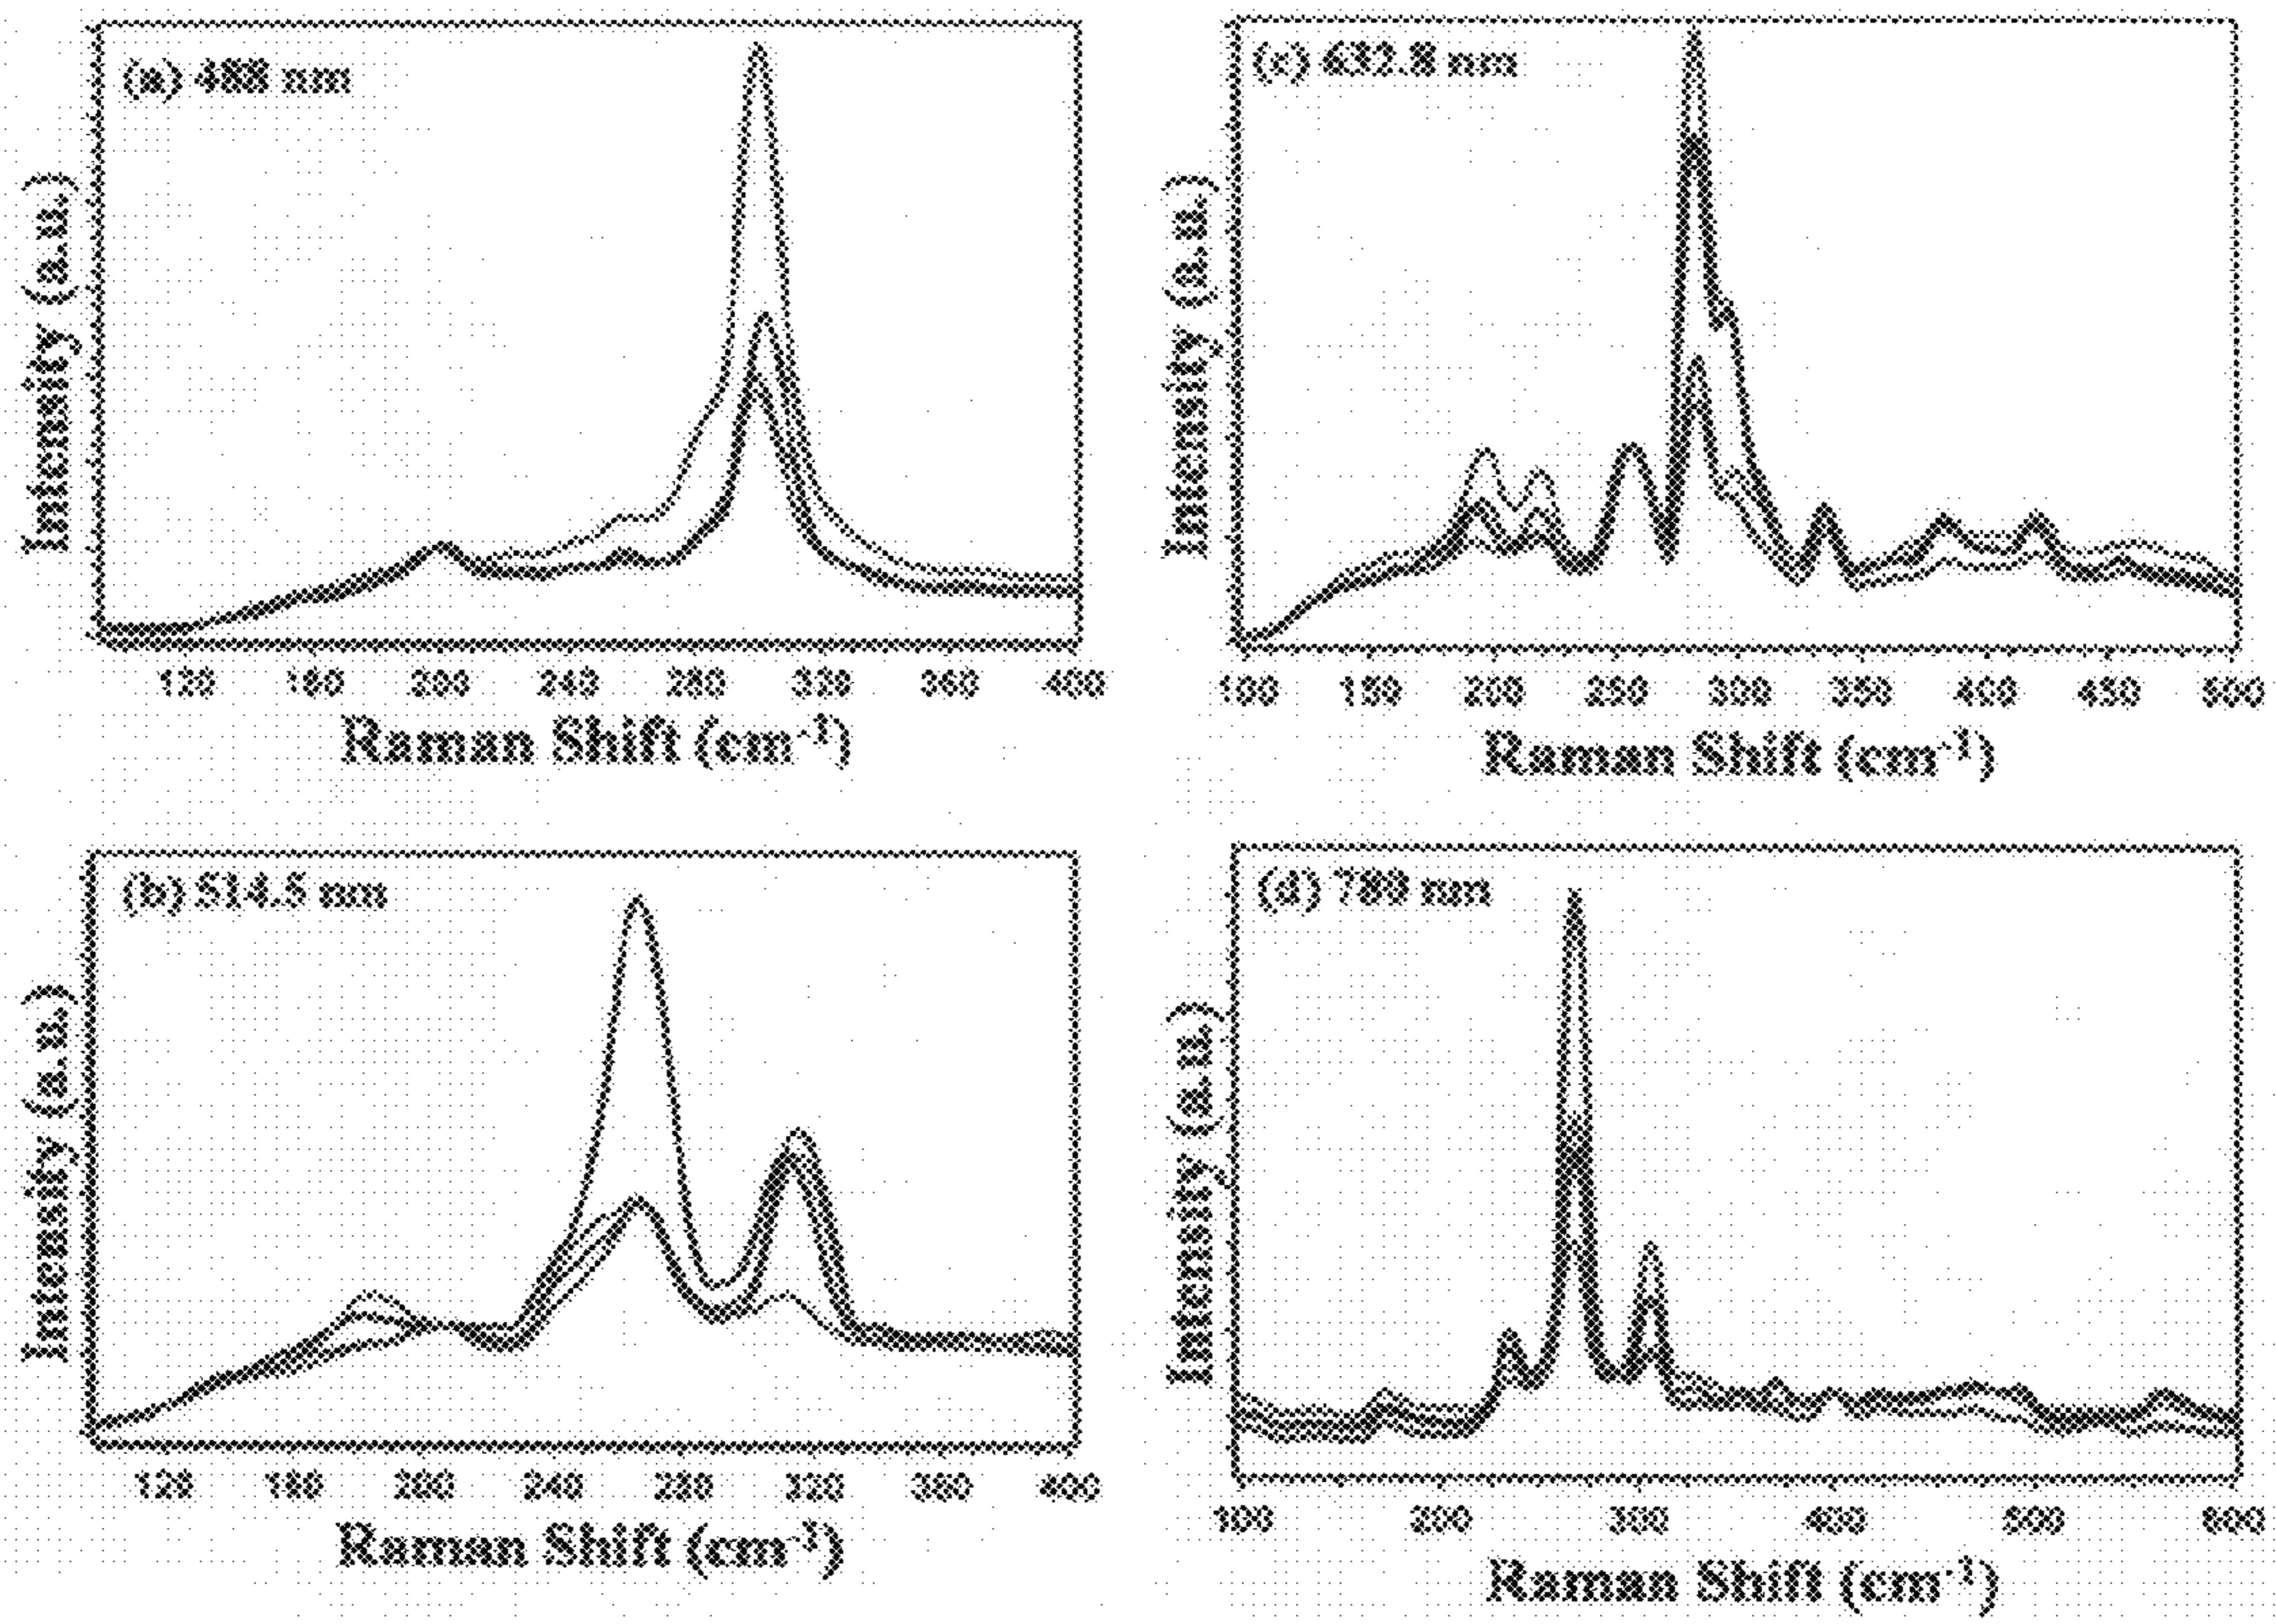 (a) 488 nm
Intensity (a.u.)
120 160 200 240 280 320 360 400
Raman Shift (cm⁻¹)
(c) 632.8 nm
Intensity (a.u.)
100 150 200 250 300 350 400 450 500
Raman Shift (cm⁻¹)
(b) 514.5 nm
Intensity (a.u.)
120 160 200 240 280 320 360 400
Raman Shift (cm⁻¹)
(d) 780 nm
Intensity (a.u.)
100 200 300 400 500 600
Raman Shift (cm⁻¹)